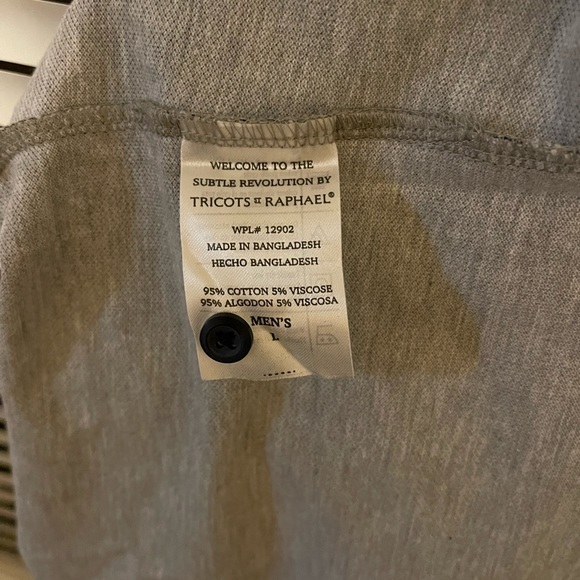 WELCOME TO THE
SUBTLE REVOLUTION BY
TRICOTS ST RAPHAEL®
WPL# 12902
MADE IN BANGLADESH
HECHO BANGLADESH
95% COTTON 5% VISCOSE
95% ALGODON 5% VISCOSA
MEN'S
L